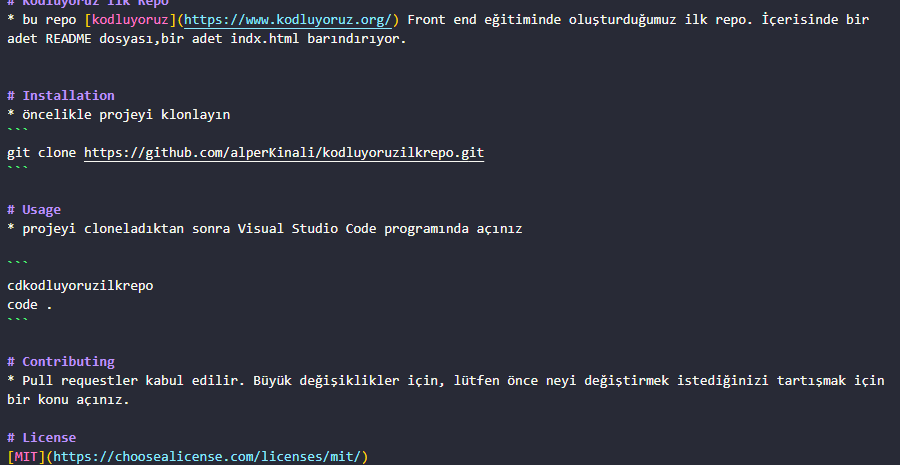 # Kodluyoruz İlk Repo
* bu repo [kodluyoruz](https://www.kodluyoruz.org/) Front end eğitiminde oluşturduğumuz ilk repo. İçerisinde bir
adet README dosyası,bir adet indx.html barındırıyor.
# Installation
* öncelikle projeyi klonlayın
```
git clone https://github.com/alperKinali/kodluyoruzilkrepo.git
```
# Usage
* projeyi cloneladıktan sonra Visual Studio Code programında açınız
```
cdkodluyoruzilkrepo
code .
```
# Contributing
* Pull requestler kabul edilir. Büyük değişiklikler için, lütfen önce neyi değiştirmek istediğinizi tartışmak için
bir konu açınız.
# License
[MIT](https://choosealicense.com/licenses/mit/)